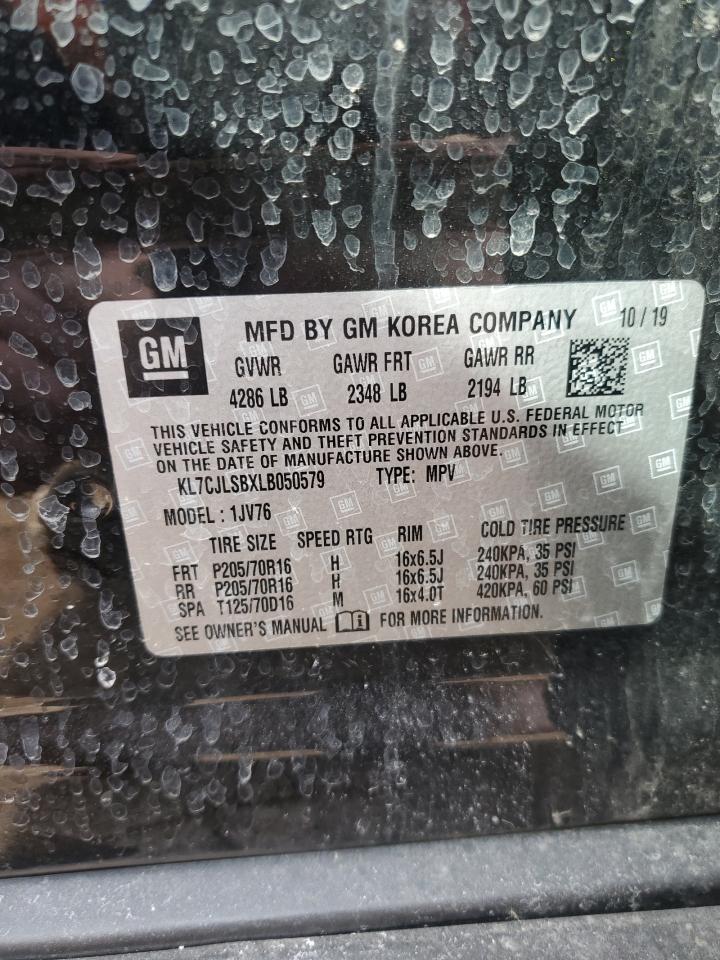 GM
MFD BY GM KOREA COMPANY 10 / 19
GVWR GAWR FRT GAWR RR
4286 LB 2348 LB 2194 LB
THIS VEHICLE CONFORMS TO ALL APPLICABLE U.S. FEDERAL MOTOR
VEHICLE SAFETY AND THEFT PREVENTION STANDARDS IN EFFECT
ON THE DATE OF MANUFACTURE SHOWN ABOVE.
KL7CJLSBXLB050579 TYPE: MPV
MODEL : 1JV76
TIRE SIZE SPEED RTG RIM COLD TIRE PRESSURE
FRT P205/70R16 H 16x6.5J 240KPA, 35 PSI
RR P205/70R16 H 16x6.5J 240KPA, 35 PSI
SPA T125/70D16 M 16x4.0T 420KPA, 60 PSI
SEE OWNER'S MANUAL FOR MORE INFORMATION.